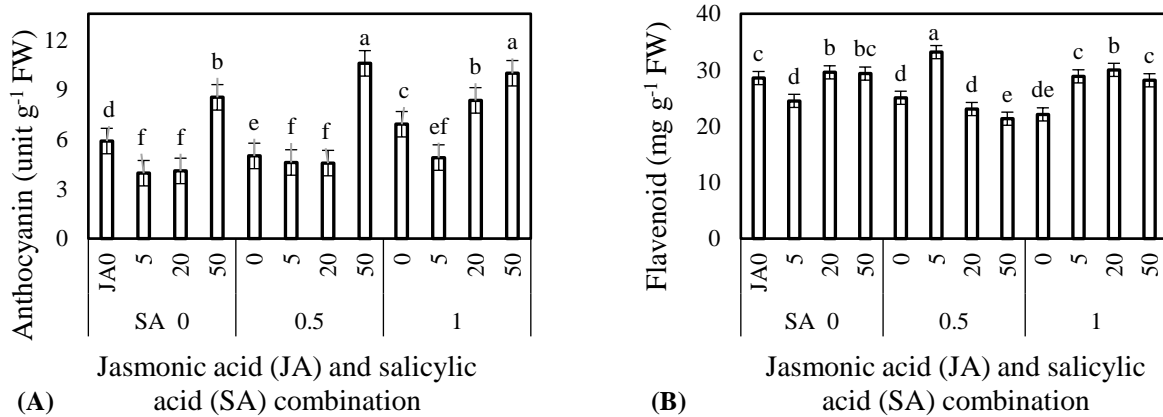 Anthocyanin (unit g⁻¹ FW)
12
9
6
3
0
d
f
f
b
e
f
f
a
c
ef
b
a
JA0
5
20
50
0
5
20
50
0
5
20
50
SA 0
0.5
1
Jasmonic acid (JA) and salicylic
(A) acid (SA) combination
Flavenoid (mg g⁻¹ FW)
40
30
20
10
0
c
d
b
bc
d
a
d
e
de
c
b
c
JA0
5
20
50
0
5
20
50
0
5
20
50
SA 0
0.5
1
Jasmonic acid (JA) and salicylic
(B) acid (SA) combination